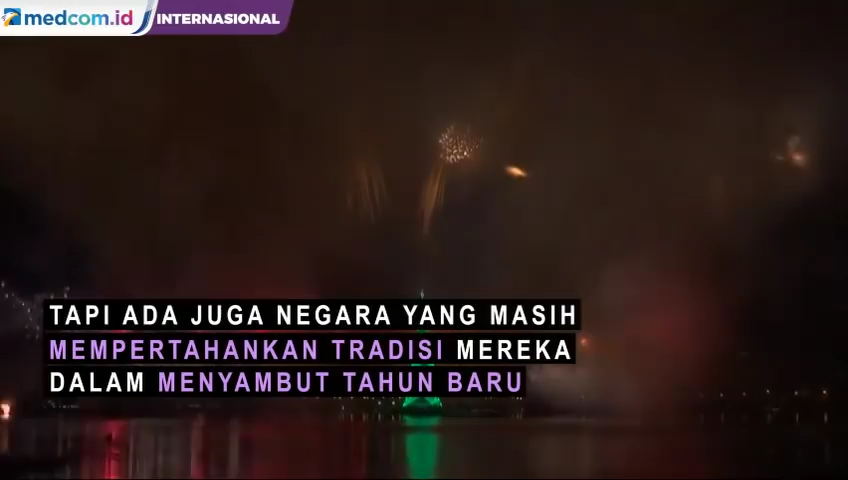 medcom.id INTERNASIONAL
TAPI ADA JUGA NEGARA YANG MASIH
MEMPERTAHANKAN TRADISI MEREKA
DALAM MENYAMBUT TAHUN BARU